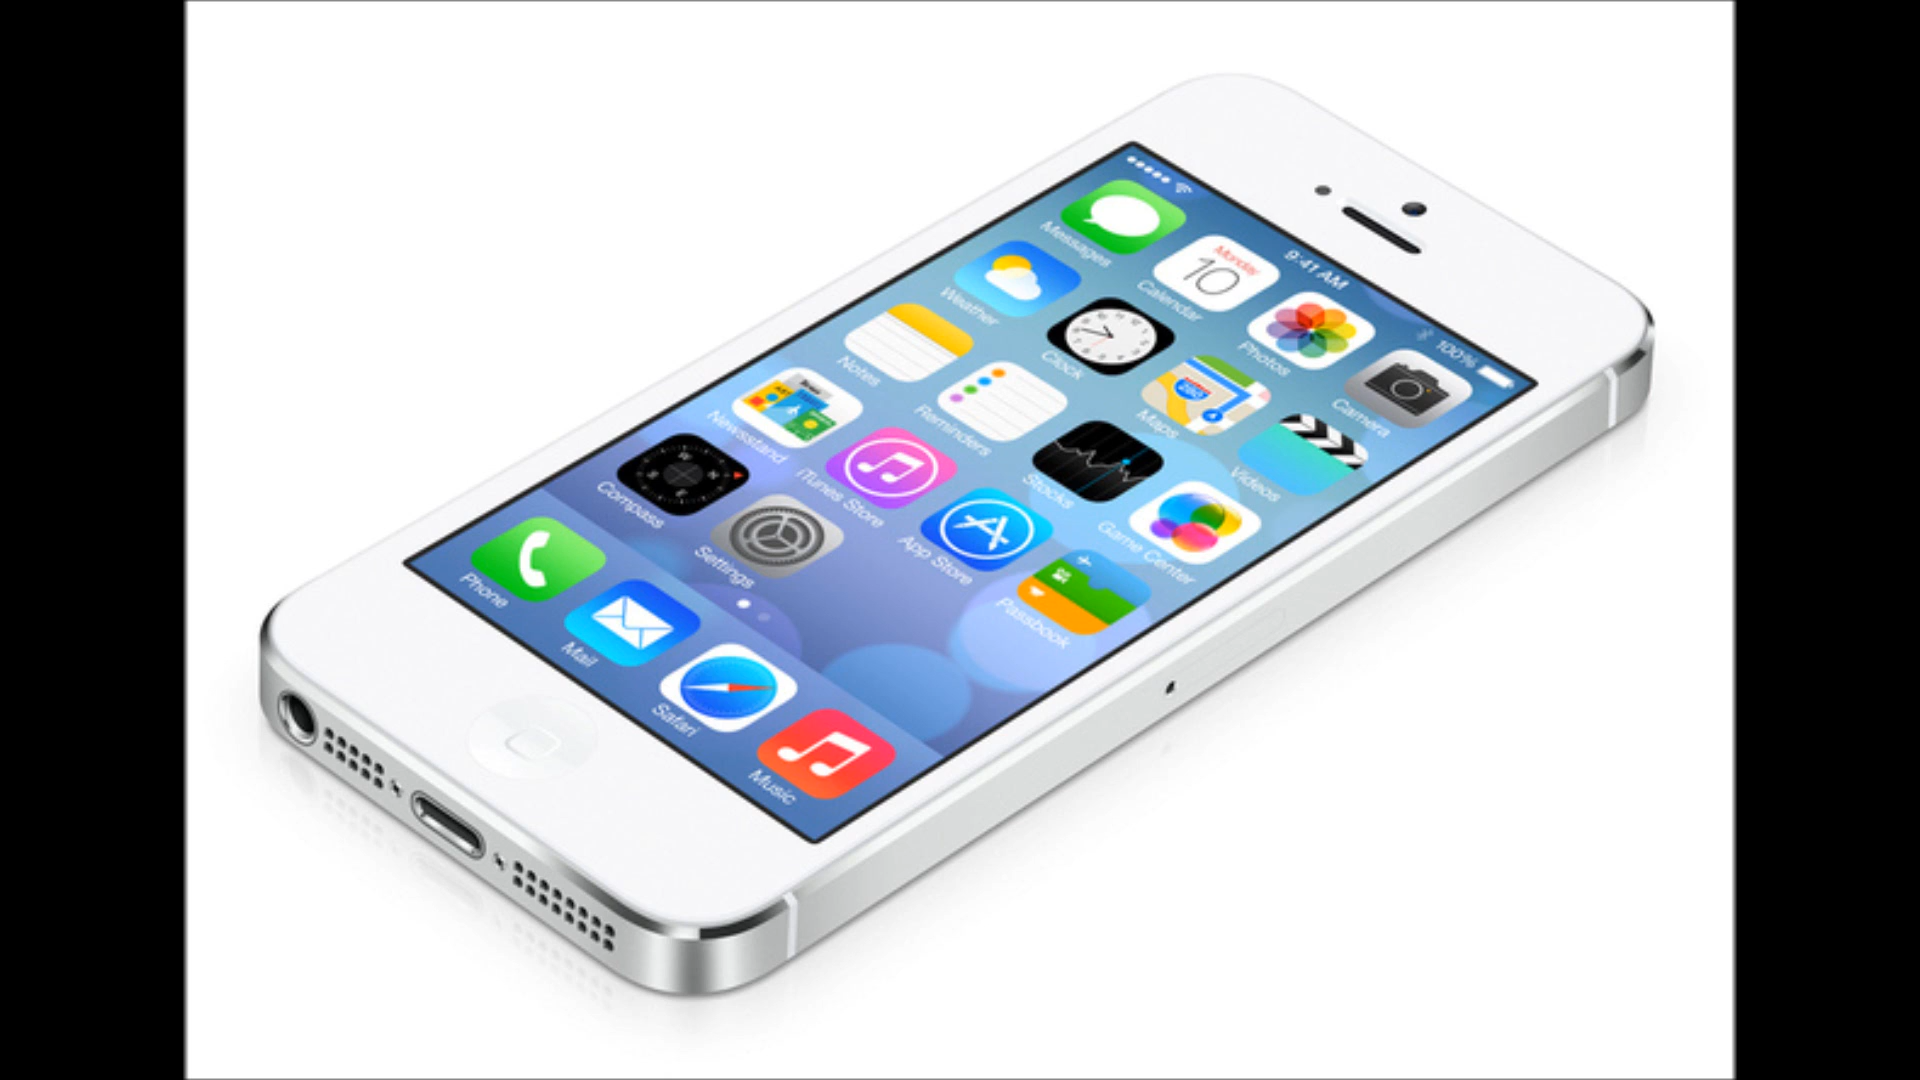 9:41 AM 100%
Monday
10
Messages Calendar Photos Camera
280
Weather Clock Maps Videos
Notes Reminders Stocks Game Center
Newsstand iTunes Store App Store Passbook
Compass Settings
Phone Mail Safari Music